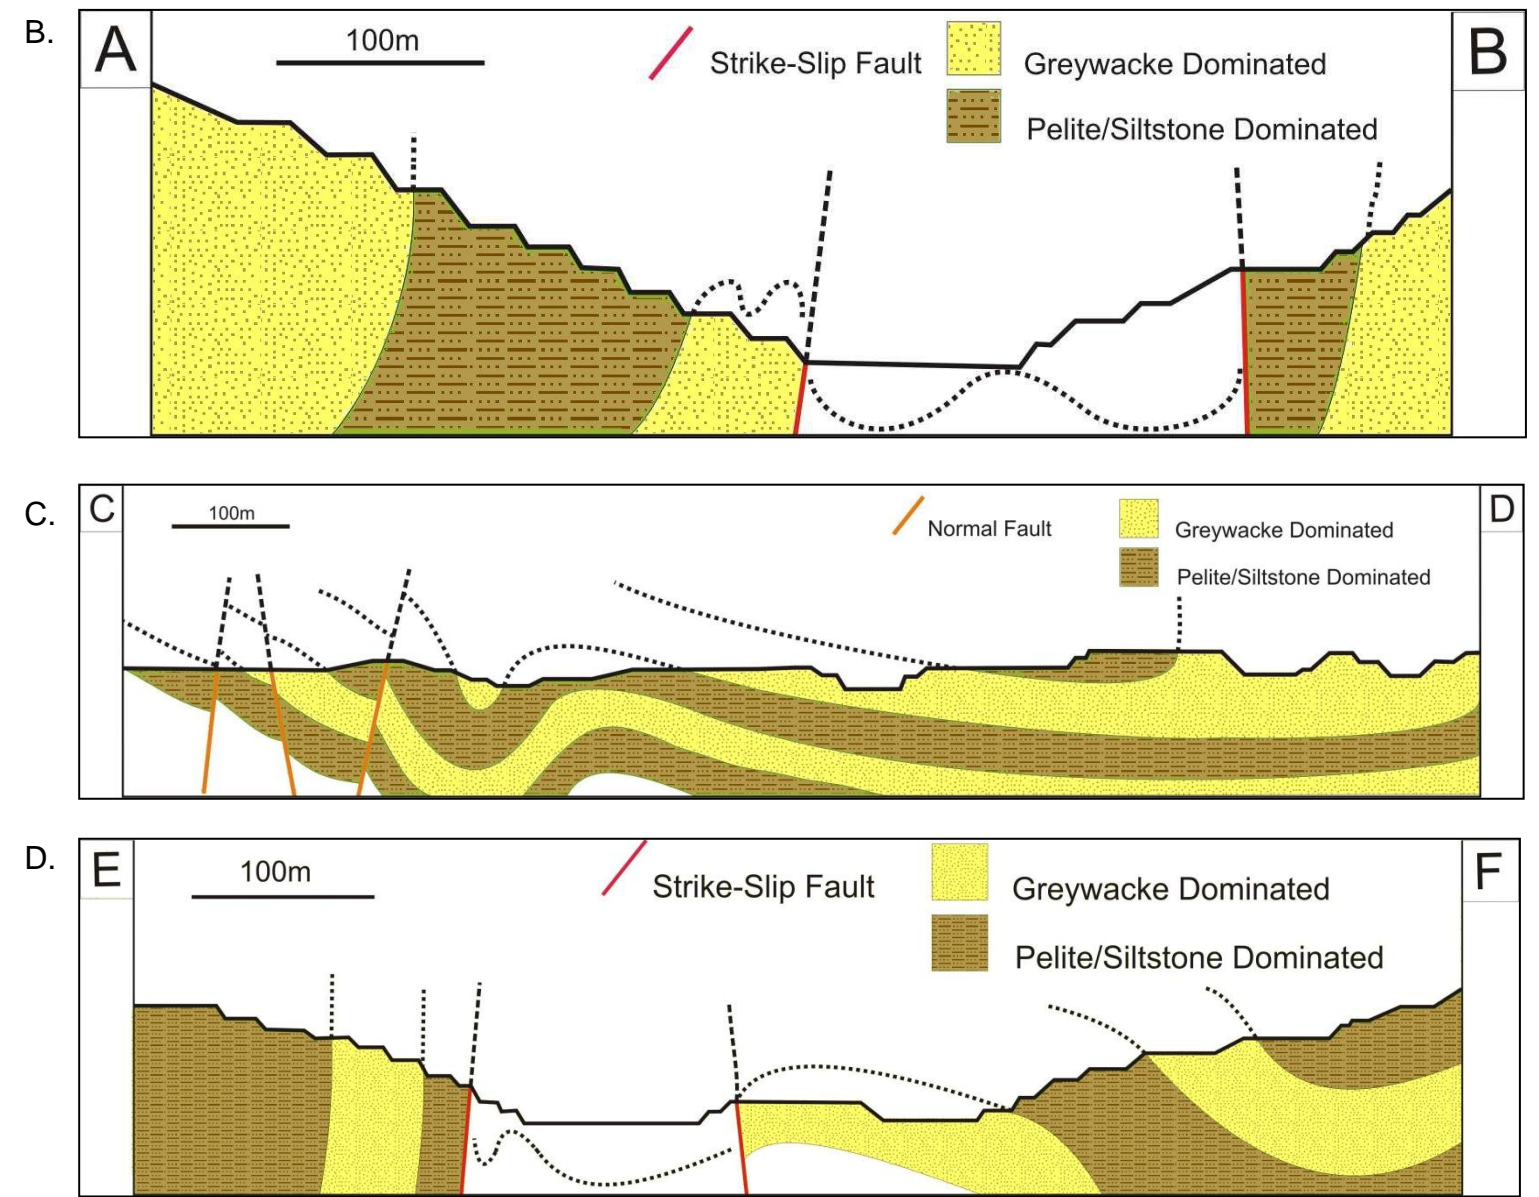 B.
A
100m
Strike-Slip Fault
Greywacke Dominated
B
Pelite/Siltstone Dominated
C.
C
100m
Normal Fault
Greywacke Dominated
D
Pelite/Siltstone Dominated
D.
E
100m
Strike-Slip Fault
Greywacke Dominated
F
Pelite/Siltstone Dominated